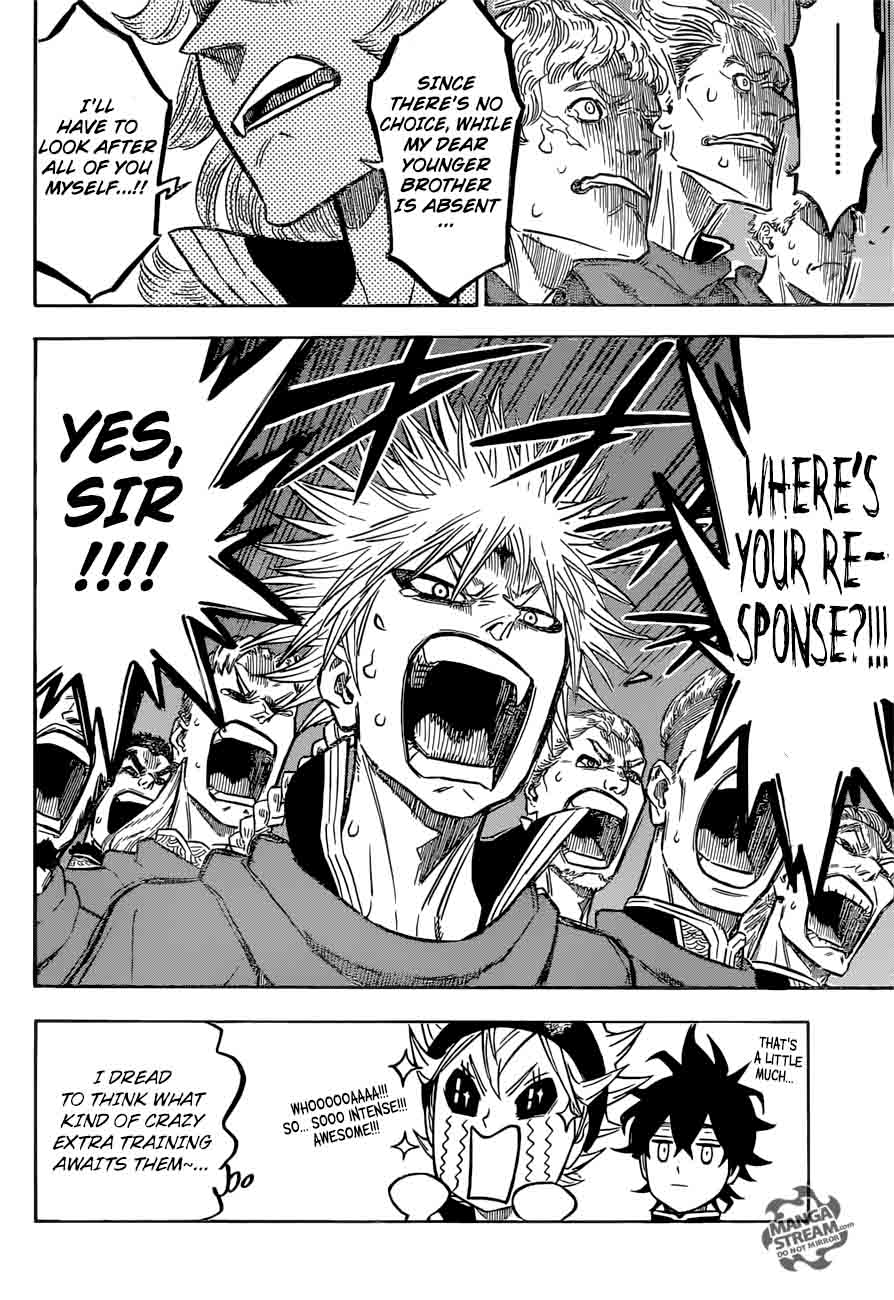 ..........
SINCE
THERE'S NO
CHOICE, WHILE
MY DEAR
YOUNGER
BROTHER
IS ABSENT
...
I'LL
HAVE TO
LOOK AFTER
ALL OF YOU
MYSELF...!!
WHERE'S
YOUR RE-
SPONSE?!!!
YES,
SIR
!!!!
THAT'S
A LITTLE
MUCH...
WHOOOOOAAAA!!!
SO... SOOO INTENSE!!!
AWESOME!!!
I DREAD
TO THINK WHAT
KIND OF CRAZY
EXTRA TRAINING
AWAITS THEM~...
MANGA
STREAM.com
DO NOT MIRROR